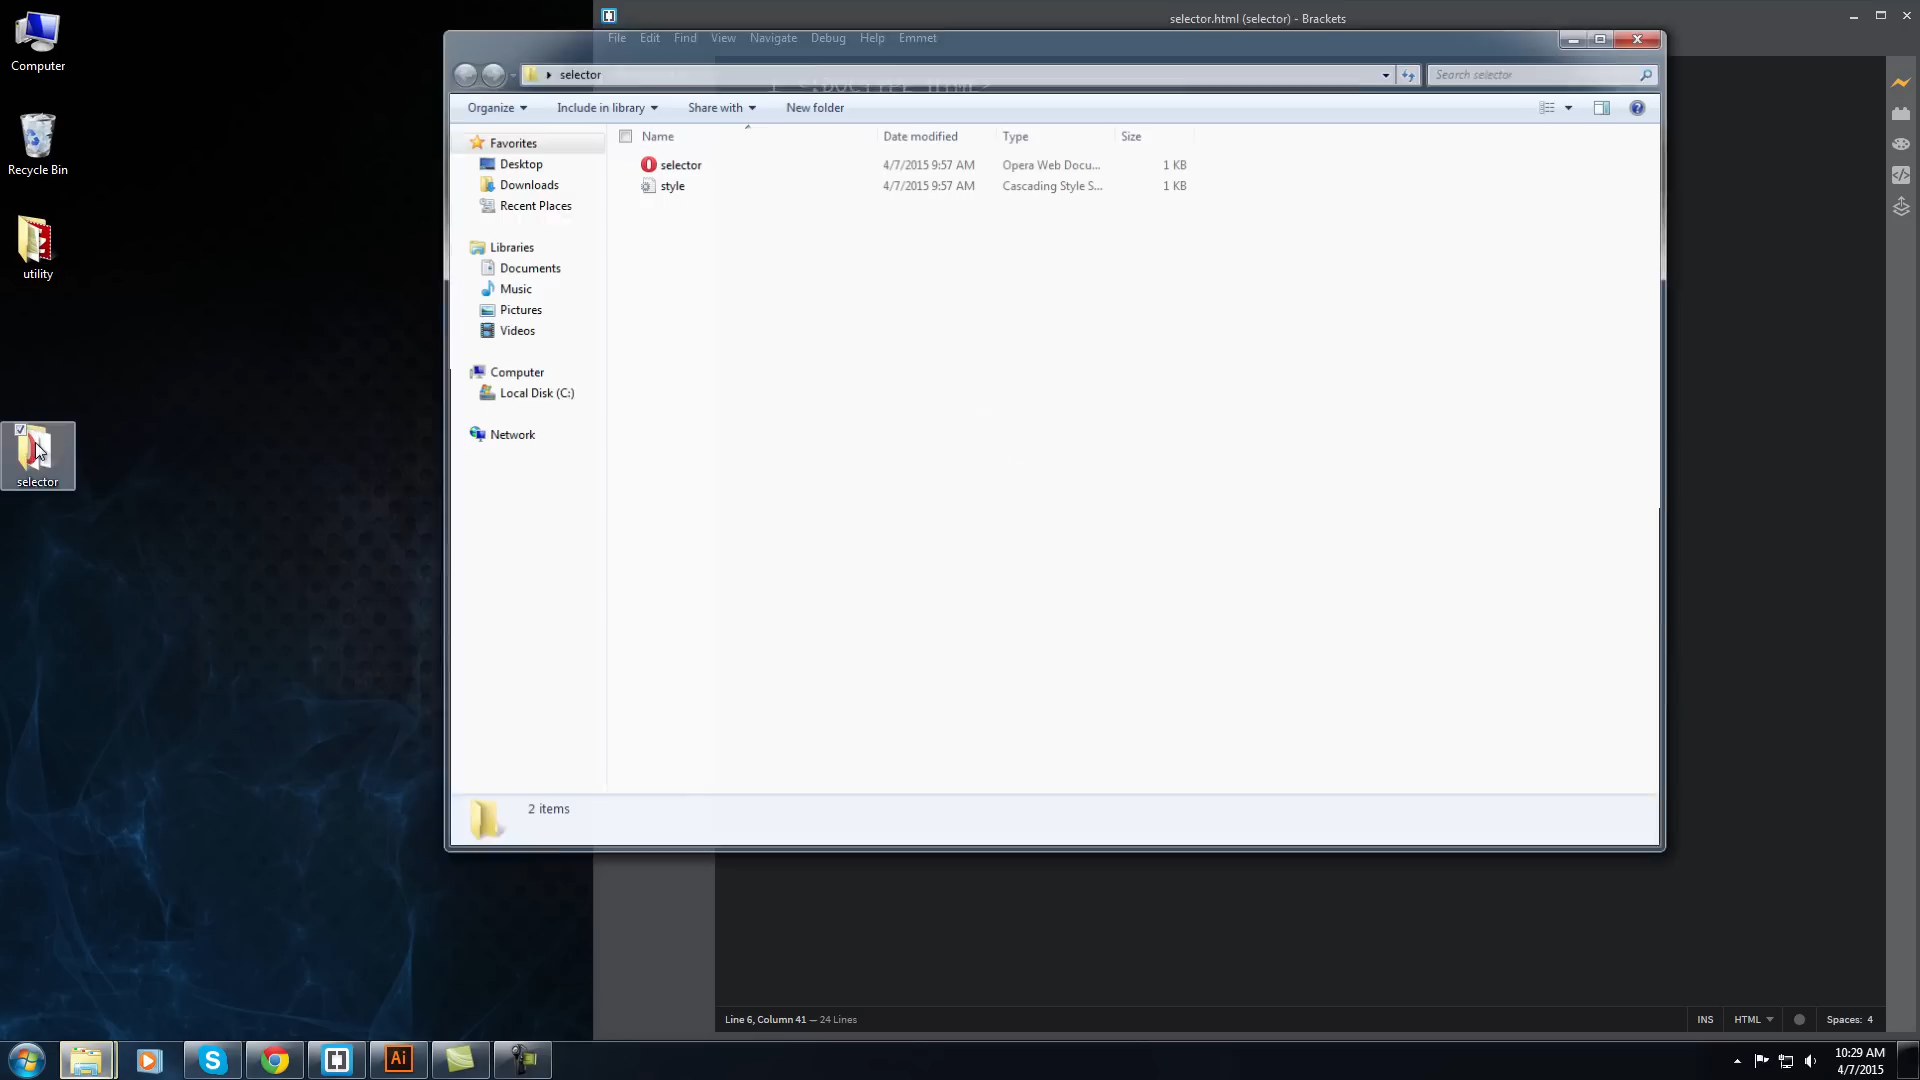 Computer
Recycle Bin
utility
selector
selector.html (selector) - Brackets
File Edit Find View Navigate Debug Help Emmet
selector
Search selector
1 <!DOCTYPE HTML>
Organize Include in library Share with New folder
Name Date modified Type Size
selector 4/7/2015 9:57 AM Opera Web Docu... 1 KB
style 4/7/2015 9:57 AM Cascading Style S... 1 KB
Favorites
Desktop
Downloads
Recent Places
Libraries
Documents
Music
Pictures
Videos
Computer
Local Disk (C:)
Network
2 items
Line 6, Column 41 — 24 Lines
INS HTML Spaces: 4
Ai
10:29 AM
4/7/2015